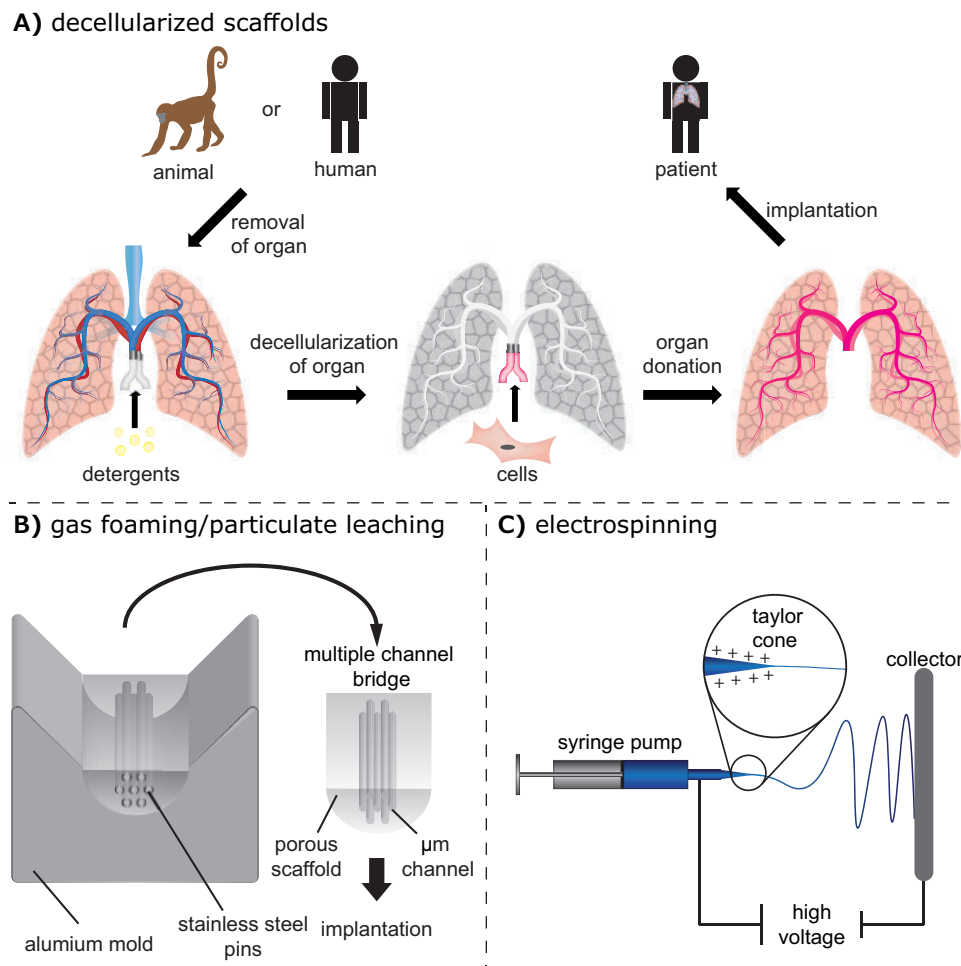 A) decellularized scaffolds
or
animal
human
patient
removal
of organ
implantation
decellularization
of organ
organ
donation
detergents
cells
B) gas foaming/particulate leaching
multiple channel
bridge
porous
scaffold
µm
channel
stainless steel
pins
alumium mold
implantation
C) electrospinning
taylor
cone
+ + + +
+ + + +
collector
syringe pump
high
voltage